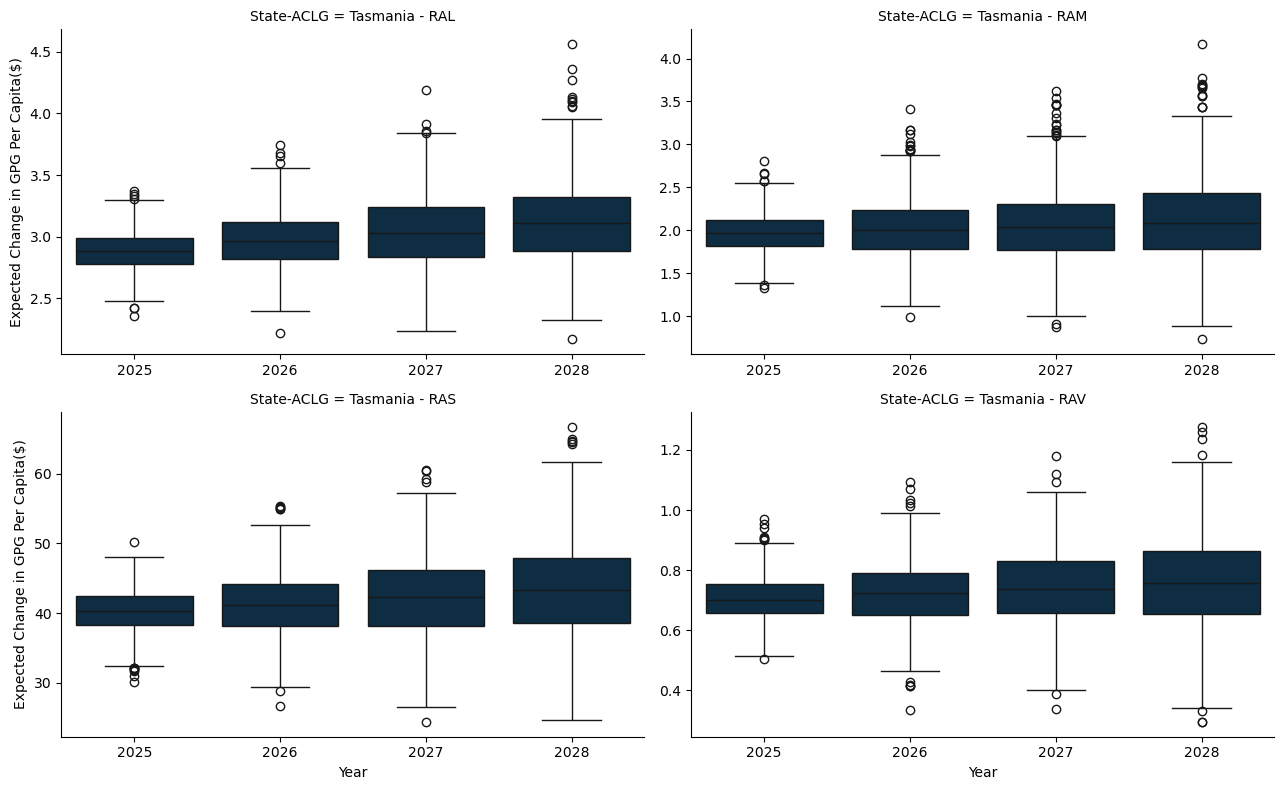 State-ACLG = Tasmania - RAL
Expected Change in GPG Per Capita($)
4.5
4.0
3.5
3.0
2.5
2025 2026 2027 2028
State-ACLG = Tasmania - RAM
4.0
3.5
3.0
2.5
2.0
1.5
1.0
2025 2026 2027 2028
State-ACLG = Tasmania - RAS
Expected Change in GPG Per Capita($)
60
50
40
30
2025 2026 2027 2028
Year
State-ACLG = Tasmania - RAV
1.2
1.0
0.8
0.6
0.4
2025 2026 2027 2028
Year